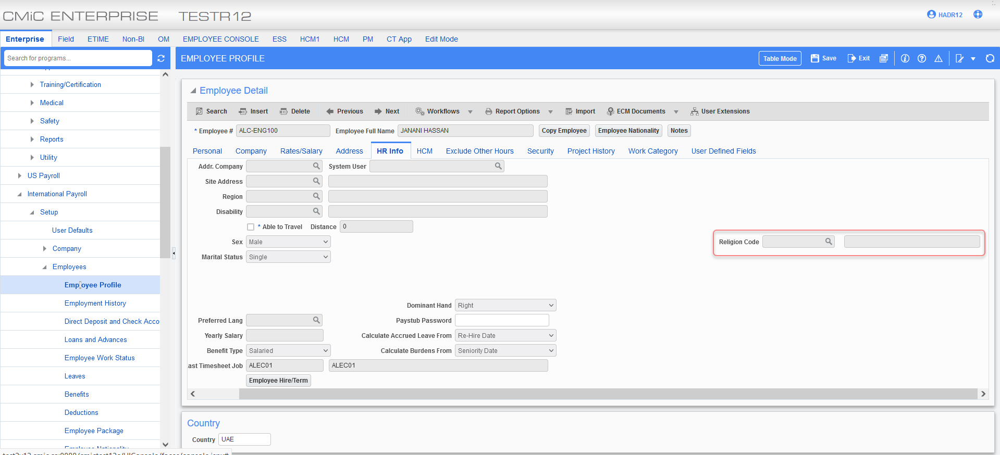 CMiC ENTERPRISE TESTR12
HADR12
Enterprise Field ETIME Non-BI OM EMPLOYEE CONSOLE ESS HCM1 HCM PM CT App Edit Mode
Search for programs...
EMPLOYEE PROFILE
Table Mode Save Exit
Training/Certification
Medical
Safety
Reports
Utility
US Payroll
International Payroll
Setup
User Defaults
Company
Employees
Employee Profile
Employment History
Direct Deposit and Check Acco
Loans and Advances
Employee Work Status
Leaves
Benefits
Deductions
Employee Package
Employee Nationality
Employee Detail
Search Insert Delete Previous Next Workflows Report Options Import ECM Documents User Extensions
* Employee # ALC-ENG100 Employee Full Name JANANI HASSAN Copy Employee Employee Nationality Notes
Personal Company Rates/Salary Address HR Info HCM Exclude Other Hours Security Project History Work Category User Defined Fields
Addr. Company System User
Site Address
Region
Disability
* Able to Travel Distance 0
Sex Male Religion Code
Marital Status Single
Dominant Hand Right
Preferred Lang Paystub Password
Yearly Salary Calculate Accrued Leave From Re-Hire Date
Benefit Type Salaried Calculate Burdens From Seniority Date
ast Timesheet Job ALEC01 ALEC01
Employee Hire/Term
Country
Country UAE